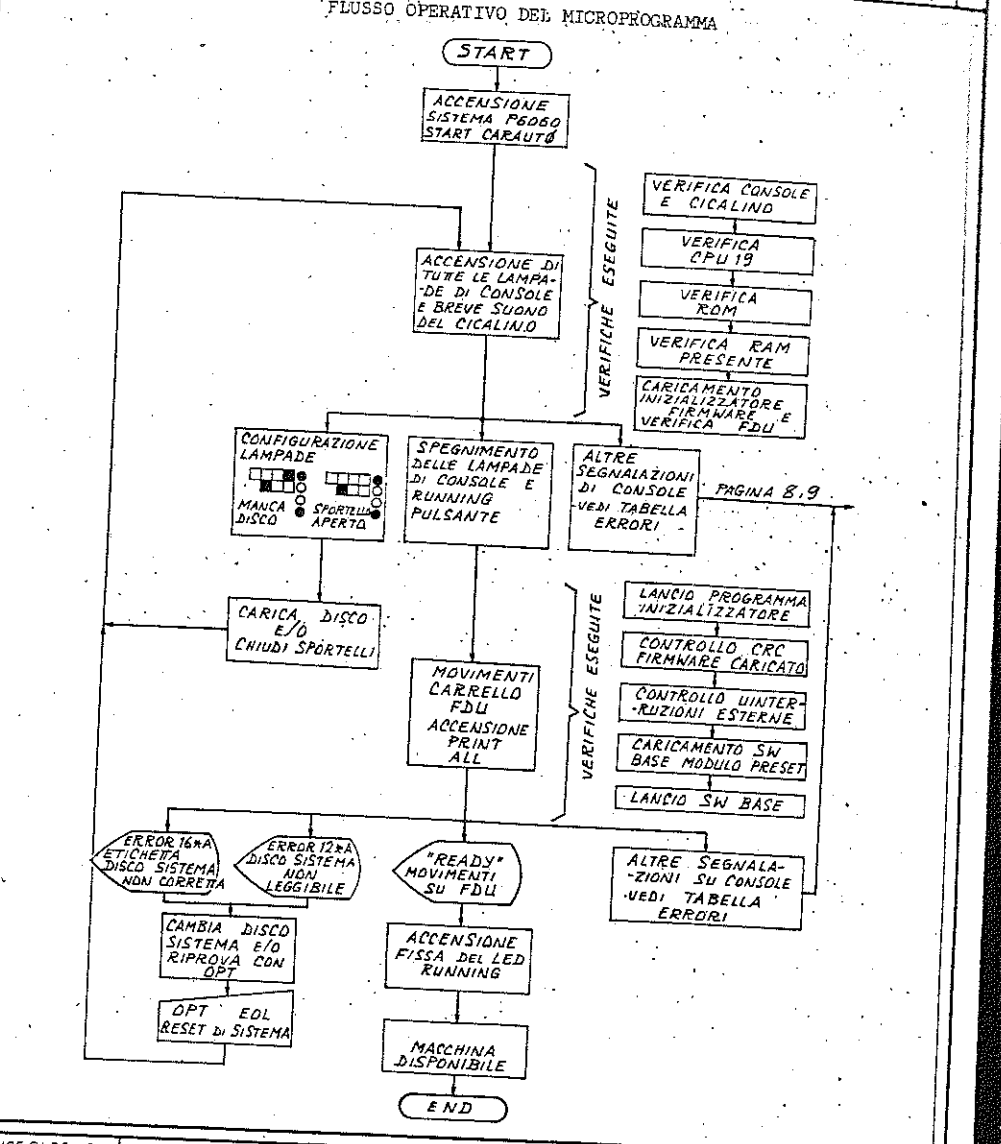 FLUSSO OPERATIVO DEL MICROPROGRAMMA
START
ACCENSIONE
SISTEMA P6060
START CARAUTØ
VERIFICHE ESEGUITE
VERIFICA CONSOLE
E CICALINO
VERIFICA
CPU 19
VERIFICA
ROM
VERIFICA RAM
PRESENTE
CARICAMENTO
INIZIALIZZATORE
FIRMWARE E
VERIFICA FDU
ACCENSIONE DI
TUTTE LE LAMPA-
-DE DI CONSOLE
E BREVE SUONO
DEL CICALINO
CONFIGURAZIONE
LAMPADE
MANCA
DISCO
SPORTELLO
APERTO
SPEGNIMENTO
DELLE LAMPADE
DI CONSOLE E
RUNNING
PULSANTE
ALTRE
SEGNALAZIONI
DI CONSOLE
-VEDI TABELLA
ERRORI
PAGINA 8,9
CARICA DISCO
E/O
CHIUDI SPORTELLI
MOVIMENTI
CARRELLO
FDU
ACCENSIONE
PRINT
ALL
VERIFICHE ESEGUITE
LANCIO PROGRAMMA
INIZIALIZZATORE
CONTROLLO CRC
FIRMWARE CARICATO
CONTROLLO UINTER-
-RUZIONI ESTERNE
CARICAMENTO SW
BASE MODULO PRESET
LANCIO SW BASE
ERROR 16*A
ETICHETTA
DISCO SISTEMA
NON CORRETTA
ERROR 12*A
DISCO SISTEMA
NON
LEGGIBILE
"READY"
MOVIMENTI
SU FDU
ALTRE SEGNALA-
-ZIONI SU CONSOLE
-VEDI TABELLA
ERRORI
CAMBIA DISCO
SISTEMA E/O
RIPROVA CON
OPT
OPT EOL
RESET DI SISTEMA
ACCENSIONE
FISSA DEL LED
RUNNING
MACCHINA
DISPONIBILE
END